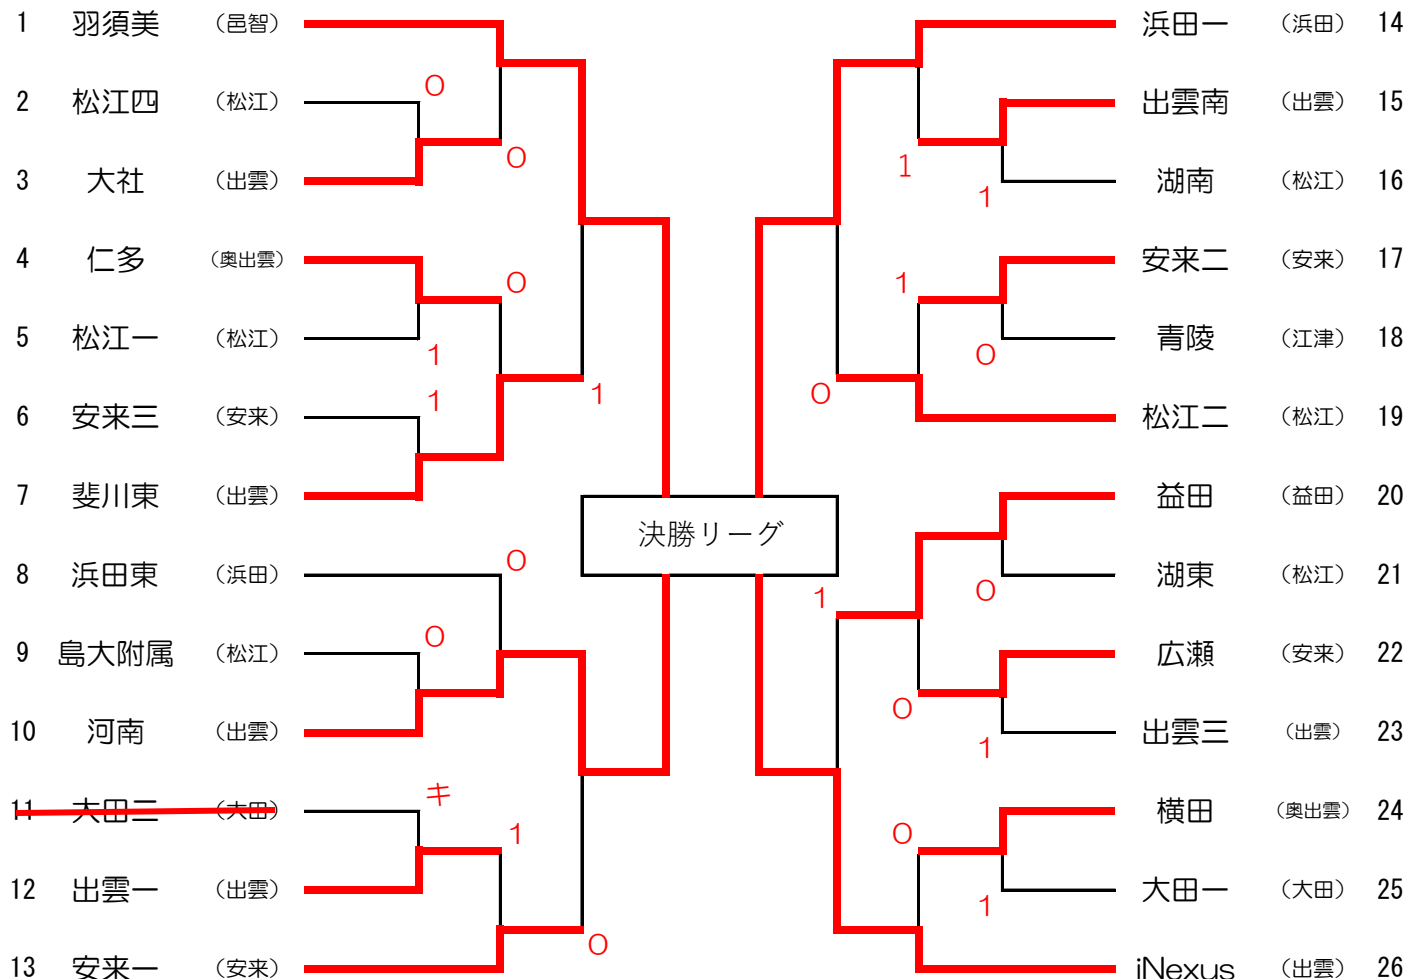 1 羽須美 （邑智）
0
2 松江四 （松江）
0
3 大社 （出雲）
4 仁多 （奥出雲）
0
5 松江一 （松江）
1
1
6 安来三 （安来）
1
7 斐川東 （出雲）
0
8 浜田東 （浜田）
0
9 島大附属 （松江）
10 河南 （出雲）
キ
11 大田二 （大田）
1
12 出雲一 （出雲）
0
13 安来一 （安来）
決勝リーグ
浜田一 （浜田） 14
出雲南 （出雲） 15
1
湖南 （松江） 16
1
安来二 （安来） 17
1
青陵 （江津） 18
0
0
松江二 （松江） 19
益田 （益田） 20
湖東 （松江） 21
0
1
広瀬 （安来） 22
0
出雲三 （出雲） 23
1
横田 （奥出雲） 24
0
大田一 （大田） 25
1
iNexus （出雲） 26